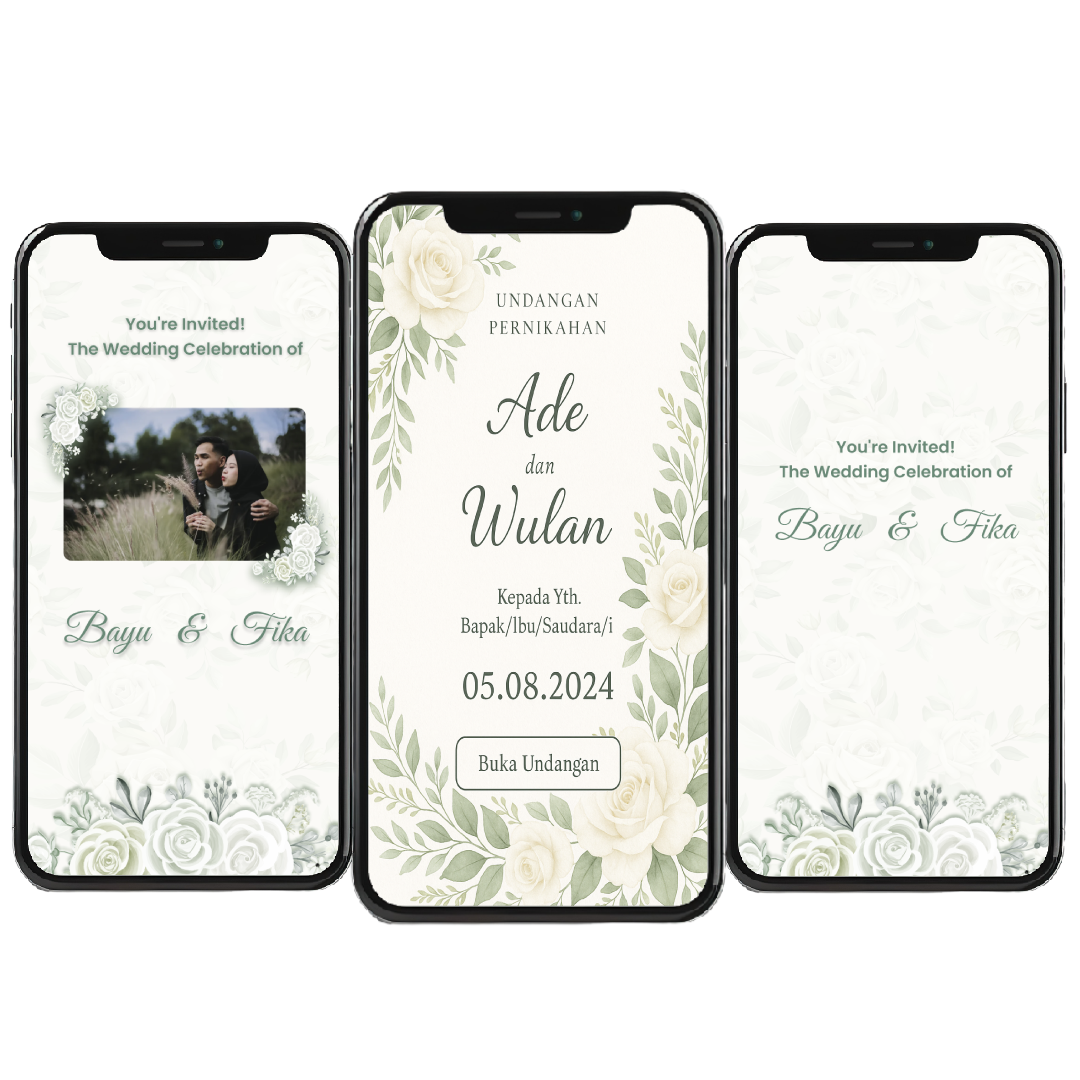 You're Invited!
The Wedding Celebration of
Bayu & Fika
UNDANGAN
PERNIKAHAN
Ade
dan
Wulan
Kepada Yth.
Bapak/Ibu/Saudara/i
05.08.2024
Buka Undangan
You're Invited!
The Wedding Celebration of
Bayu & Fika